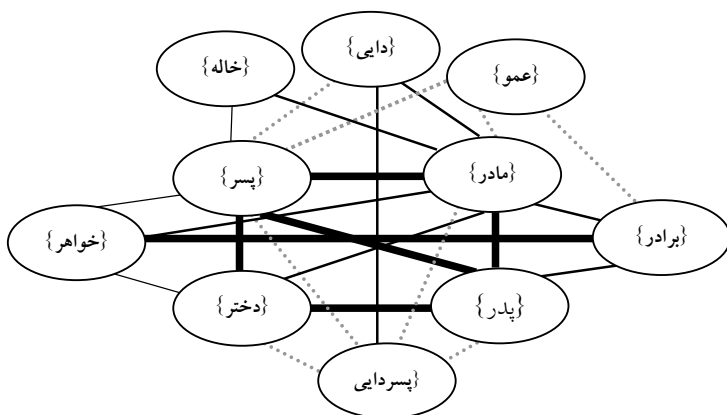 دایی}
خاله}
عمو}
پسر}
مادر}
خواهر}
برادر}
دختر}
{پدر}
پسردایی}